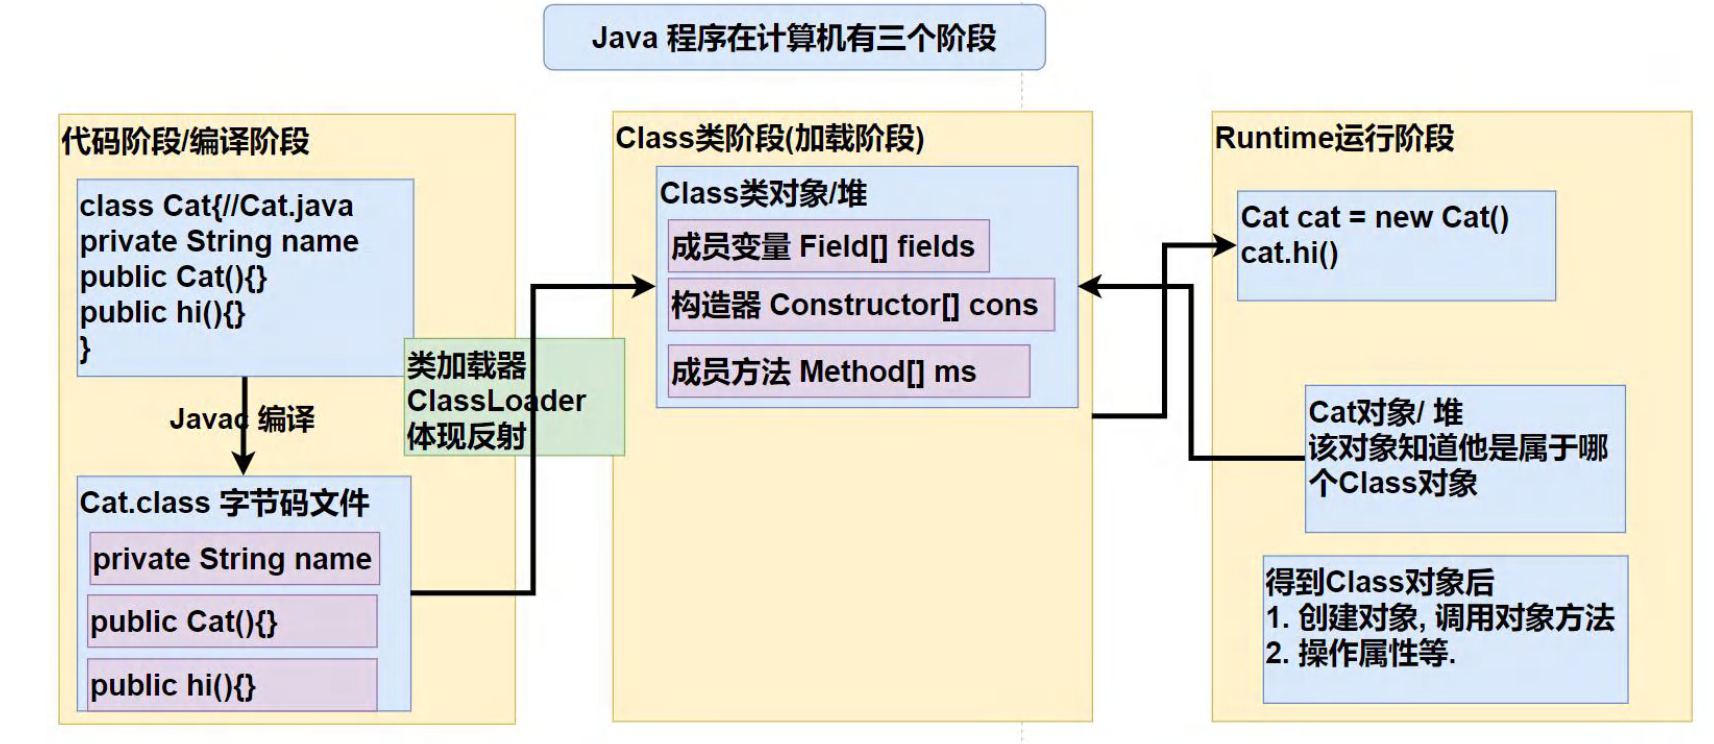 Java 程序在计算机有三个阶段
代码阶段/编译阶段
class Cat{//Cat.java
private String name
public Cat(){}
public hi(){}
}
Javac 编译
Cat.class 字节码文件
private String name
public Cat(){}
public hi(){}
类加载器
ClassLoader
体现反射
Class类阶段(加载阶段)
Class类对象/堆
成员变量 Field[] fields
构造器 Constructor[] cons
成员方法 Method[] ms
Runtime运行阶段
Cat cat = new Cat()
cat.hi()
Cat对象/ 堆
该对象知道他是属于哪
个Class对象
得到Class对象后
1. 创建对象, 调用对象方法
2. 操作属性等.